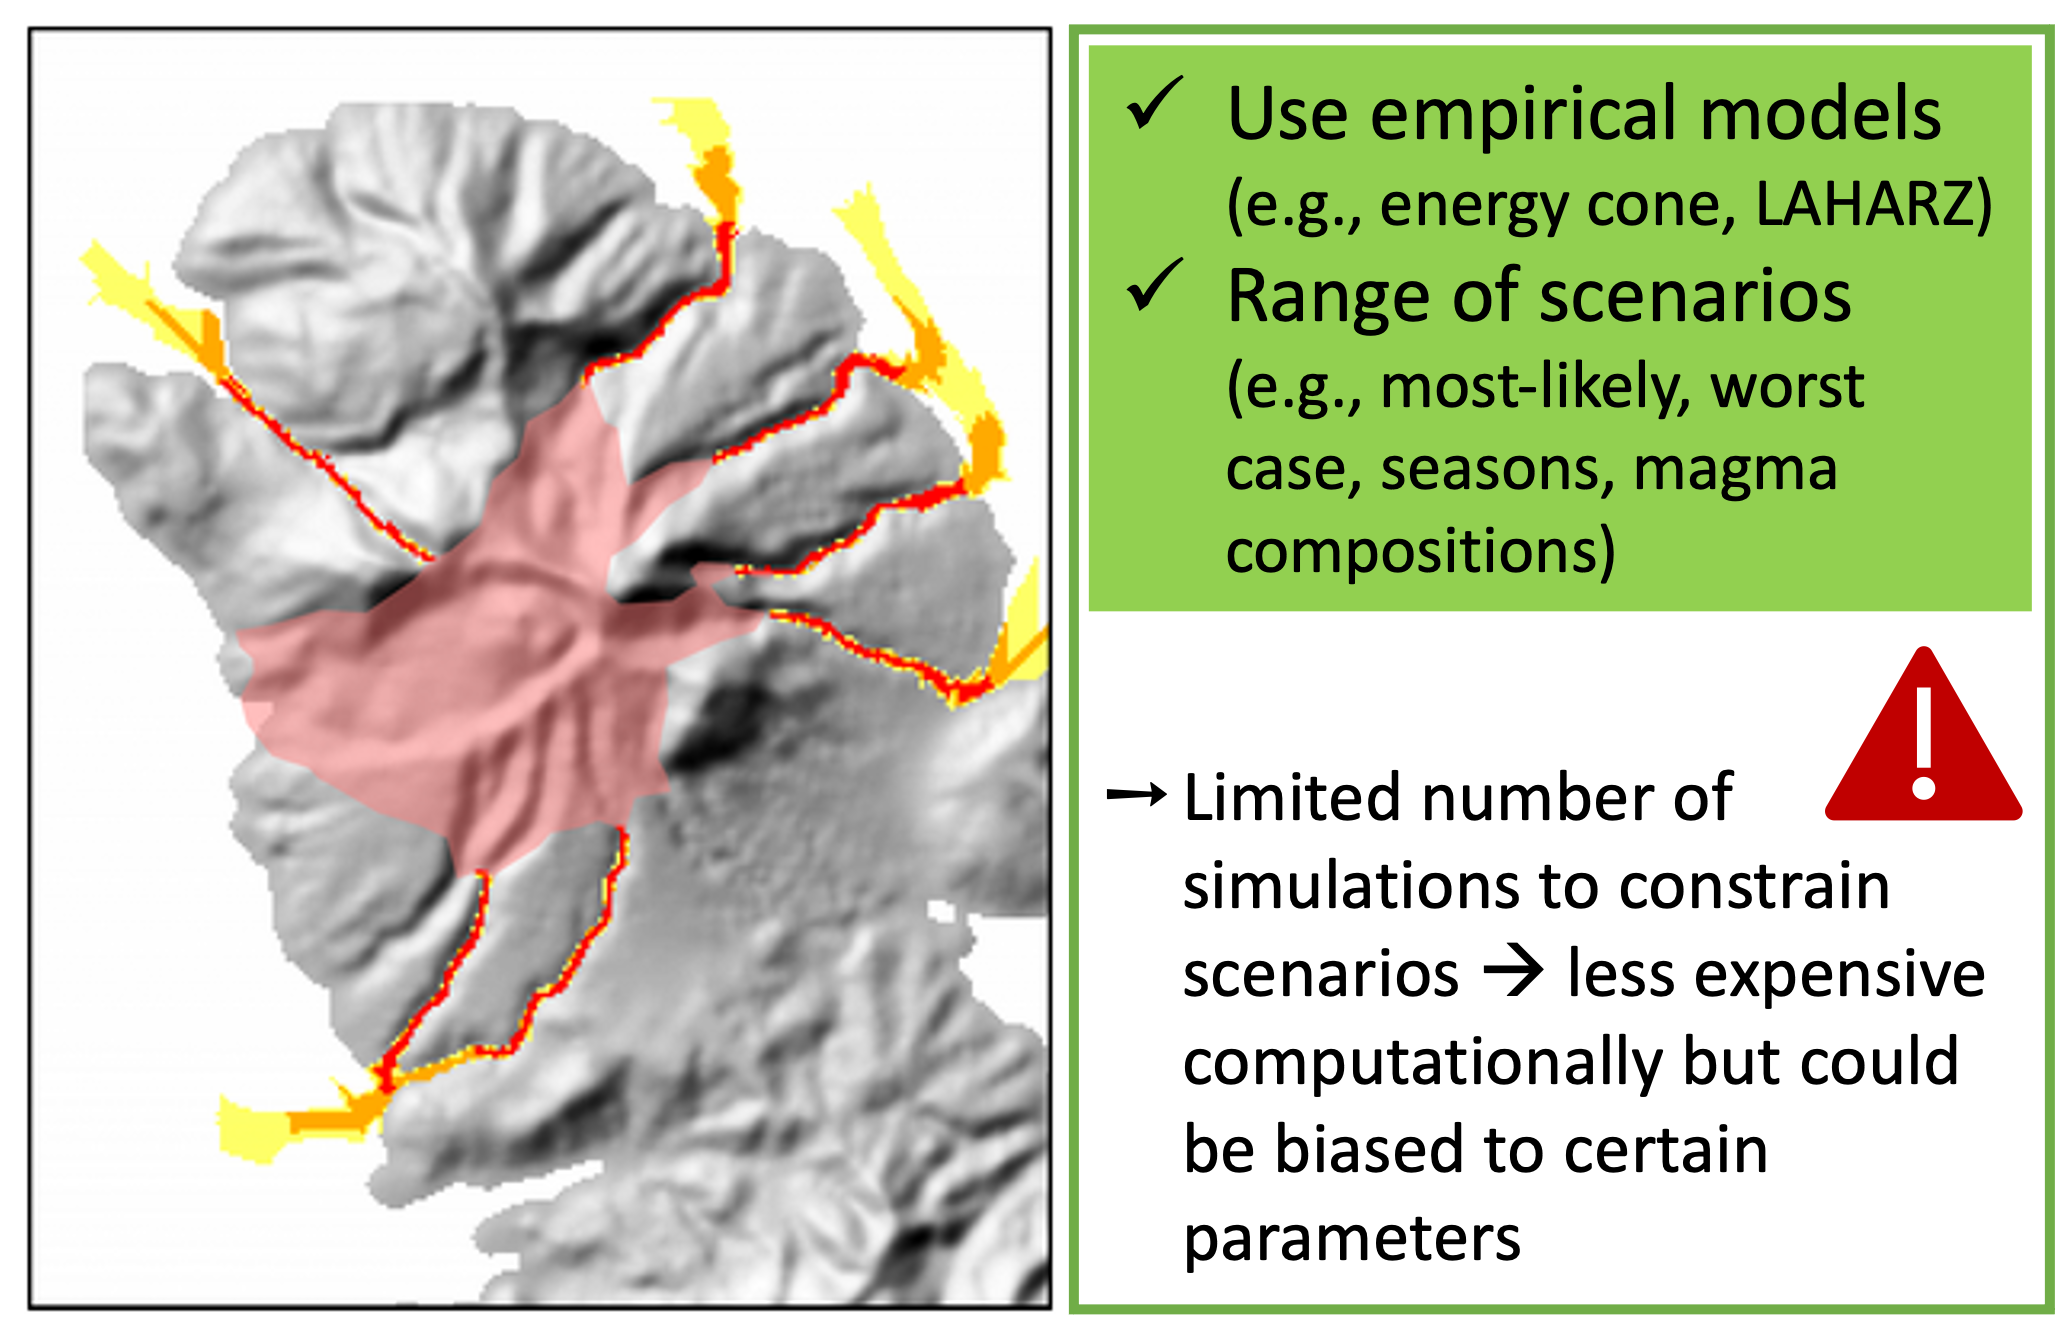 ✓ Use empirical models
(e.g., energy cone, LAHARZ)
✓ Range of scenarios
(e.g., most-likely, worst
case, seasons, magma
compositions)
→ Limited number of
simulations to constrain
scenarios → less expensive
computationally but could
be biased to certain
parameters